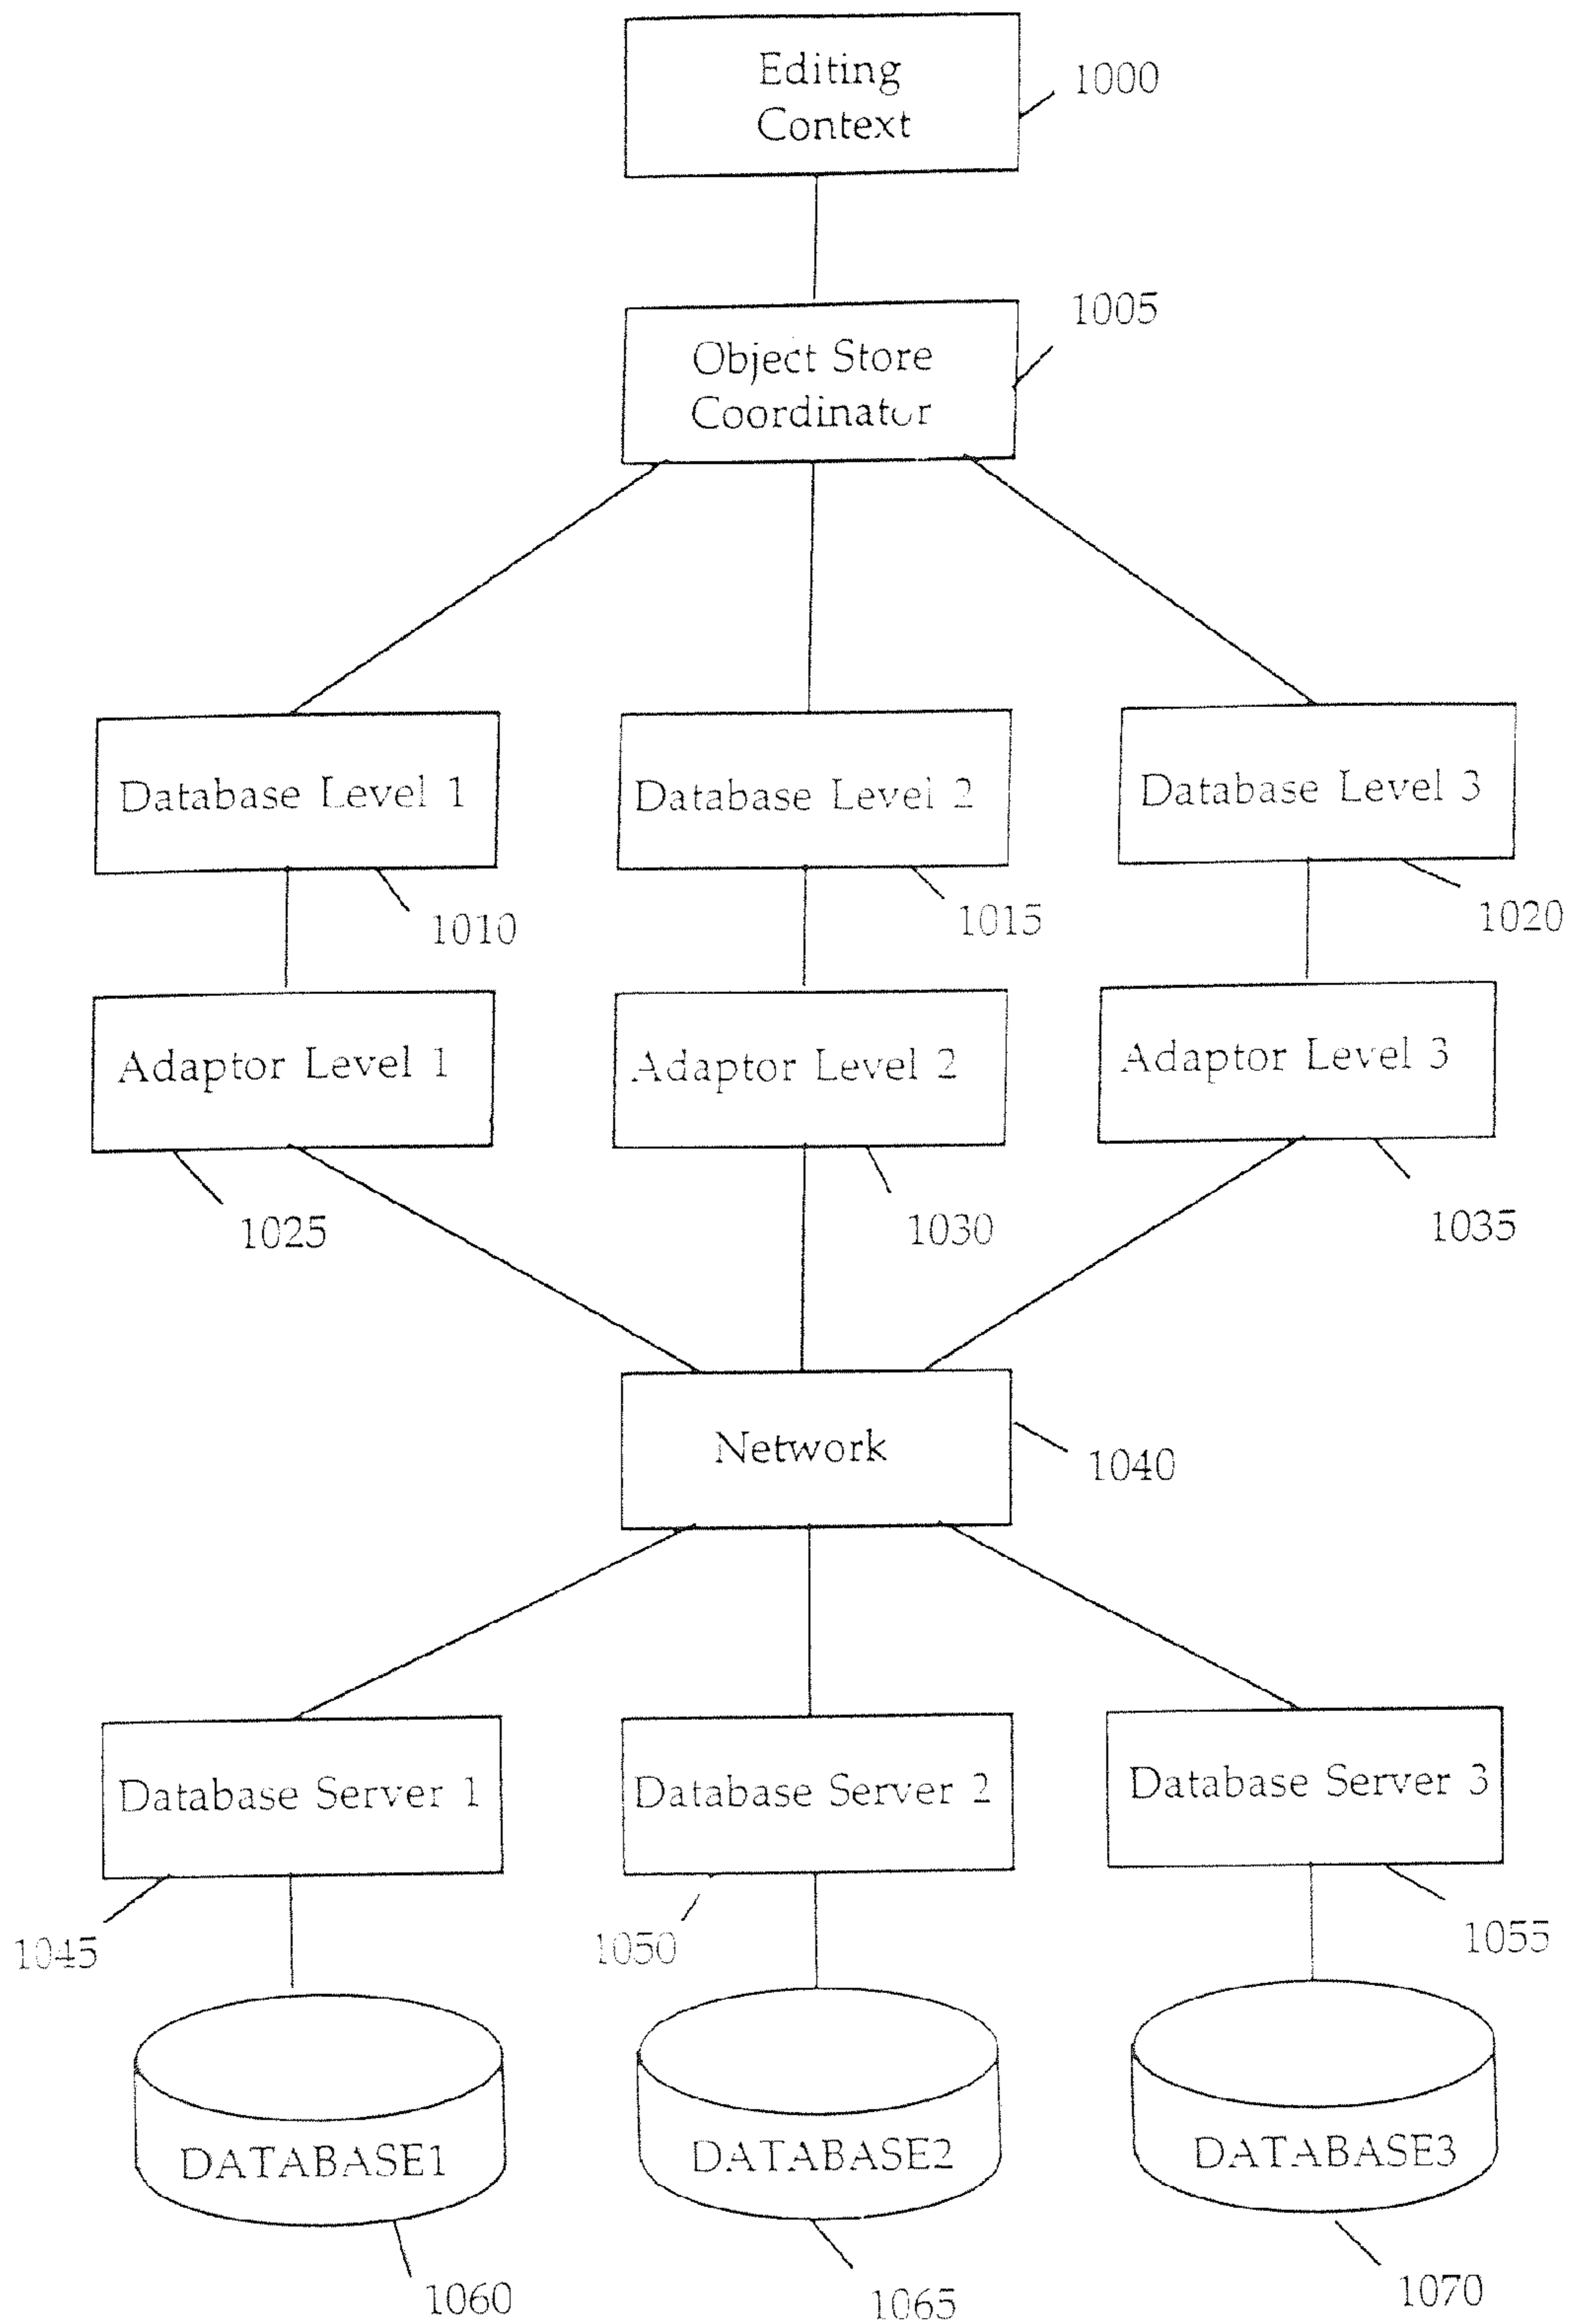 Editing
Context
1000
1005
Object Store
Coordinator
Database Level 1
Database Level 2
Database Level 3
1010
1015
1020
Adaptor Level 1
Adaptor Level 2
Adaptor Level 3
1025
1030
1035
Network
1040
Database Server 1
Database Server 2
Database Server 3
1045
1050
1055
DATABASE1
DATABASE2
DATABASE3
1060
1065
1070